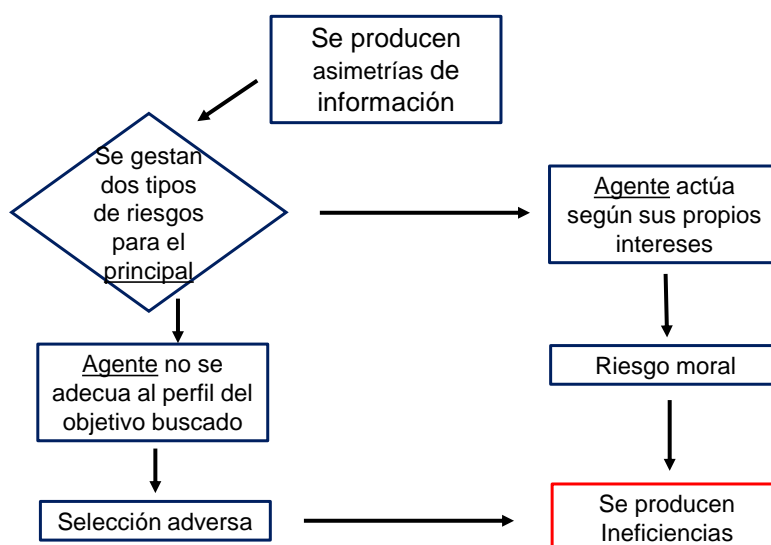 Se producen
asimetrías de
información
Se gestan
dos tipos
de riesgos
para el
principal
Agente actúa
según sus propios
intereses
Agente no se
adecua al perfil del
objetivo buscado
Riesgo moral
Selección adversa
Se producen
Ineficiencias